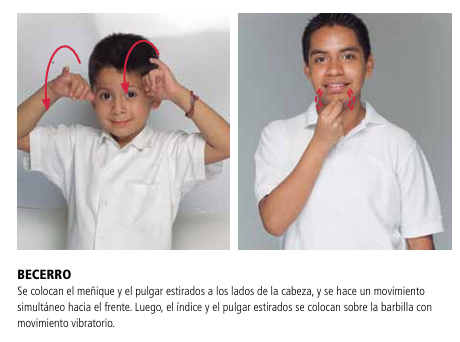 BECERRO
Se colocan el meñique y el pulgar estirados a los lados de la cabeza, y se hace un movimiento
simultáneo hacia el frente. Luego, el índice y el pulgar estirados se colocan sobre la barbilla con
movimiento vibratorio.